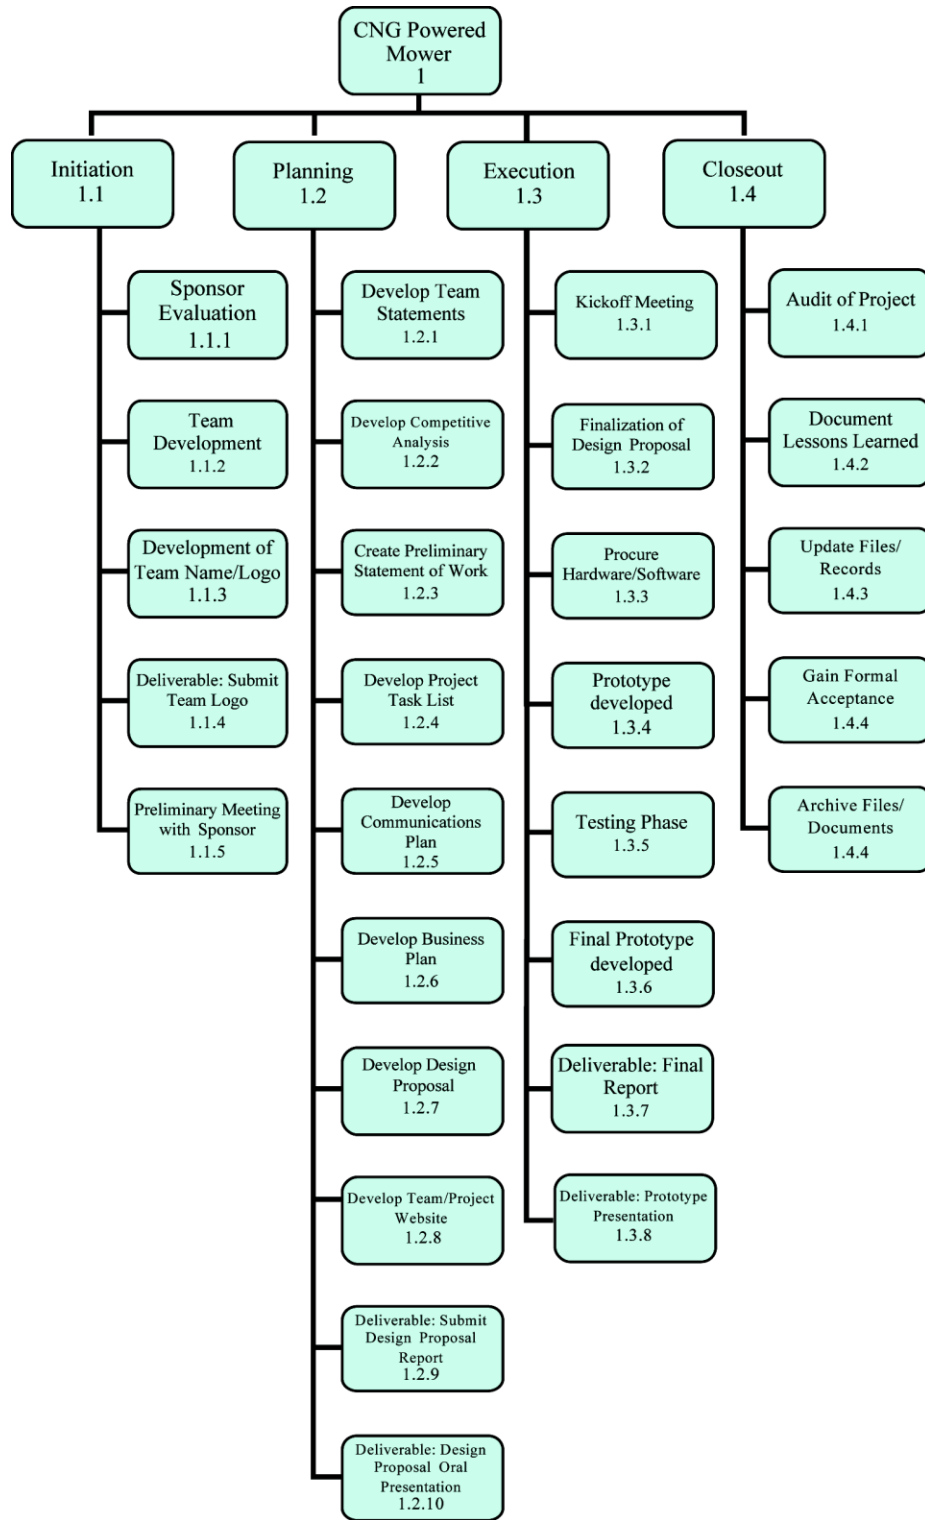 CNG Powered
Mower
1
Initiation
1.1
Planning
1.2
Execution
1.3
Closeout
1.4
Sponsor
Evaluation
1.1.1
Team
Development
1.1.2
Development of
Team Name/Logo
1.1.3
Deliverable: Submit
Team Logo
1.1.4
Preliminary Meeting
with Sponsor
1.1.5
Develop Team
Statements
1.2.1
Develop Competitive
Analysis
1.2.2
Create Preliminary
Statement of Work
1.2.3
Develop Project
Task List
1.2.4
Develop
Communications
Plan
1.2.5
Develop Business
Plan
1.2.6
Develop Design
Proposal
1.2.7
Develop Team/Project
Website
1.2.8
Deliverable: Submit
Design Proposal
Report
1.2.9
Deliverable: Design
Proposal Oral
Presentation
1.2.10
Kickoff Meeting
1.3.1
Finalization of
Design Proposal
1.3.2
Procure
Hardware/Software
1.3.3
Prototype
developed
1.3.4
Testing Phase
1.3.5
Final Prototype
developed
1.3.6
Deliverable: Final
Report
1.3.7
Deliverable: Prototype
Presentation
1.3.8
Audit of Project
1.4.1
Document
Lessons Learned
1.4.2
Update Files/
Records
1.4.3
Gain Formal
Acceptance
1.4.4
Archive Files/
Documents
1.4.4